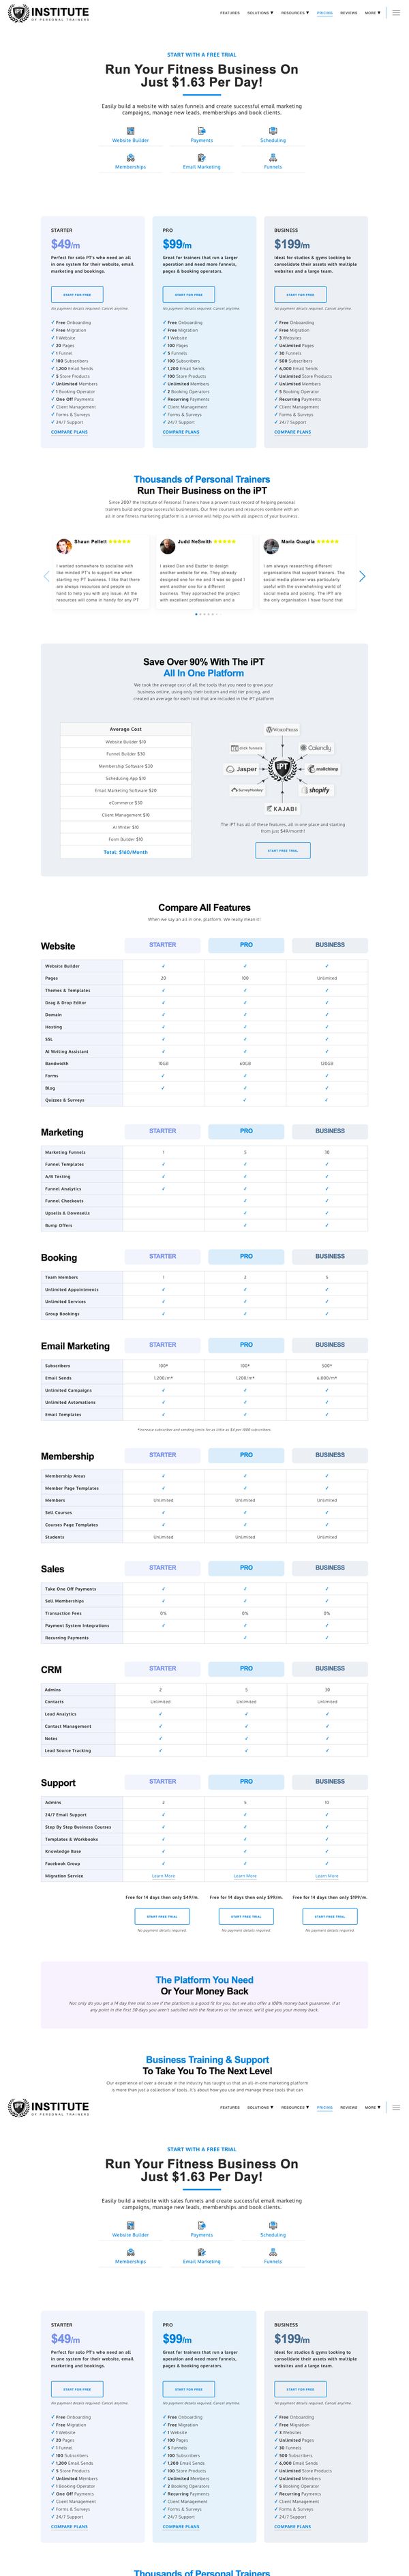 INSTITUTE
OF PERSONAL TRAINERS
FEATURES SOLUTIONS ▼ RESOURCES ▼ PRICING REVIEWS MORE ▼
START WITH A FREE TRIAL
Run Your Fitness Business On
Just $1.63 Per Day!
Easily build a website with sales funnels and create successful email marketing
campaigns, manage new leads, memberships and book clients.
Website Builder Payments Scheduling
Memberships Email Marketing Funnels
STARTER
$49/m
Perfect for solo PT's who need an all
in one system for their website, email
marketing and bookings.
START FOR FREE
No payment details required. Cancel anytime.
✓ Free Onboarding
✓ Free Migration
✓ 1 Website
✓ 20 Pages
✓ 1 Funnel
✓ 100 Subscribers
✓ 1,200 Email Sends
✓ 5 Store Products
✓ Unlimited Members
✓ 1 Booking Operator
✓ One Off Payments
✓ Client Management
✓ Forms & Surveys
✓ 24/7 Support
COMPARE PLANS
PRO
$99/m
Great for trainers that run a larger
operation and need more funnels,
pages & booking operators.
START FOR FREE
No payment details required. Cancel anytime.
✓ Free Onboarding
✓ Free Migration
✓ 1 Website
✓ 100 Pages
✓ 5 Funnels
✓ 100 Subscribers
✓ 1,200 Email Sends
✓ 100 Store Products
✓ Unlimited Members
✓ 2 Booking Operators
✓ Recurring Payments
✓ Client Management
✓ Forms & Surveys
✓ 24/7 Support
COMPARE PLANS
BUSINESS
$199/m
Ideal for studios & gyms looking to
consolidate their assets with multiple
websites and a large team.
START FOR FREE
No payment details required. Cancel anytime.
✓ Free Onboarding
✓ Free Migration
✓ 3 Websites
✓ Unlimited Pages
✓ 30 Funnels
✓ 500 Subscribers
✓ 6,000 Email Sends
✓ Unlimited Store Products
✓ Unlimited Members
✓ 5 Booking Operator
✓ Recurring Payments
✓ Client Management
✓ Forms & Surveys
✓ 24/7 Support
COMPARE PLANS
Thousands of Personal Trainers
Run Their Business on the iPT
Since 2007 the Institute of Personal Trainers have a proven track record helping personal
trainers build and grow successful businesses. Our free courses and resources combine with an
all in one fitness marketing platform is a service will help you with all aspects of your business.
Shaun Pellett
I wanted somewhat to socialise with
like minded PT's to support me when
starting my PT business. I like that there
are always resources and people on
hand to help you with any issue. All the
resources will come in handy for any PT
Judd NeSmith
I asked Dan and Exzter to design
another website for me. They already
designed one for me and it was so good I
went another one for a different
business. They approached the project
with excellent professionalism and a
Maria Quaglia
I am always researching different
organisations that support trainers. The
social media planner was particularly
useful with the overwhelming world of
social media and posting. The iPT are
the only organisation I have found that
Save Over 90% With The iPT
All In One Platform
We took the average cost of all the tools that you need to grow your
business online, using only their bottom and mid tier pricing, and
created an average for each tool that are included in the iPT platform
Average Cost
Website Builder $10
Funnel Builder $30
Membership Software $30
Scheduling App $10
Email Marketing Software $20
eCommerce $30
Client Management $10
AI Writer $10
Form Builder $10
Total: $160/Month
WordPress
click funnels
Calendly
Jasper
iPT
mailchimp
SurveyMonkey
shopify
KAJABI
The iPT has all of these features, all in one place and starting
from just $49/month!
START FREE TRIAL
Compare All Features
When we say an all in one, platform. We really mean it!
Website STARTER PRO BUSINESS
Website Builder ✓ ✓ ✓
Pages 20 100 Unlimited
Themes & Templates ✓ ✓ ✓
Drag & Drop Editor ✓ ✓ ✓
Domain ✓ ✓ ✓
Hosting ✓ ✓ ✓
SSL ✓ ✓ ✓
AI Writing Assistant ✓ ✓ ✓
Bandwidth 10GB 60GB 120GB
Forms ✓ ✓ ✓
Blog ✓ ✓ ✓
Quizzes & Surveys ✓ ✓
Marketing STARTER PRO BUSINESS
Marketing Funnels 1 5 30
Funnel Templates ✓ ✓ ✓
A/B Testing ✓ ✓ ✓
Funnel Analytics ✓ ✓ ✓
Funnel Checkouts ✓ ✓
Upsells & Downsells ✓ ✓
Bump Offers ✓ ✓
Booking STARTER PRO BUSINESS
Team Members 1 2 5
Unlimited Appointments ✓ ✓ ✓
Unlimited Services ✓ ✓ ✓
Group Bookings ✓ ✓ ✓
Email Marketing STARTER PRO BUSINESS
Subscribers 100* 100* 500*
Email Sends 1,200/m* 1,200/m* 6,000/m*
Unlimited Campaigns ✓ ✓ ✓
Unlimited Automations ✓ ✓ ✓
Email Templates ✓ ✓ ✓
*Increase subscriber and sending limits for as little as $4 per 1000 subscribers.
Membership STARTER PRO BUSINESS
Membership Areas ✓ ✓ ✓
Member Page Templates ✓ ✓ ✓
Members Unlimited Unlimited Unlimited
Sell Courses ✓ ✓ ✓
Courses Page Templates ✓ ✓ ✓
Students Unlimited Unlimited Unlimited
Sales STARTER PRO BUSINESS
Take One Off Payments ✓ ✓ ✓
Sell Memberships ✓ ✓ ✓
Transaction Fees 0% 0% 0%
Payment System Integrations ✓ ✓ ✓
Recurring Payments ✓ ✓
CRM STARTER PRO BUSINESS
Admins 2 5 30
Contacts Unlimited Unlimited Unlimited
Lead Analytics ✓ ✓ ✓
Contact Management ✓ ✓ ✓
Notes ✓ ✓ ✓
Lead Source Tracking ✓ ✓ ✓
Support STARTER PRO BUSINESS
Admins 2 5 10
24/7 Email Support ✓ ✓ ✓
Step By Step Business Courses ✓ ✓ ✓
Templates & Workbooks ✓ ✓ ✓
Knowledge Base ✓ ✓ ✓
Facebook Group ✓ ✓ ✓
Migration Service Learn More Learn More Learn More
Free for 14 days then only $49/m. Free for 14 days then only $99/m. Free for 14 days then only $199/m.
START FREE TRIAL START FREE TRIAL START FREE TRIAL
No payment details required. No payment details required. No payment details required.
The Platform You Need
Or Your Money Back
Not only do you get a 14 day free trial to see if the platform is a good fit for you, but we also offer a 100% money back guarantee. If at
any point in the first 30 days you aren't satisfied with the features or the service, we'll give you your money back.
Business Training & Support
To Take You To The Next Level
Our experience of over a decade in the industry has taught us that an all-in-one marketing platform
is more than just a collection of tools. It's about how you use and manage these tools that can
INSTITUTE
OF PERSONAL TRAINERS
FEATURES SOLUTIONS ▼ RESOURCES ▼ PRICING REVIEWS MORE ▼
START WITH A FREE TRIAL
Run Your Fitness Business On
Just $1.63 Per Day!
Easily build a website with sales funnels and create successful email marketing
campaigns, manage new leads, memberships and book clients.
Website Builder Payments Scheduling
Memberships Email Marketing Funnels
STARTER
$49/m
Perfect for solo PT's who need an all
in one system for their website, email
marketing and bookings.
START FOR FREE
No payment details required. Cancel anytime.
✓ Free Onboarding
✓ Free Migration
✓ 1 Website
✓ 20 Pages
✓ 1 Funnel
✓ 100 Subscribers
✓ 1,200 Email Sends
✓ 5 Store Products
✓ Unlimited Members
✓ 1 Booking Operator
✓ One Off Payments
✓ Client Management
✓ Forms & Surveys
✓ 24/7 Support
COMPARE PLANS
PRO
$99/m
Great for trainers that run a larger
operation and need more funnels,
pages & booking operators.
START FOR FREE
No payment details required. Cancel anytime.
✓ Free Onboarding
✓ Free Migration
✓ 1 Website
✓ 100 Pages
✓ 5 Funnels
✓ 100 Subscribers
✓ 1,200 Email Sends
✓ 100 Store Products
✓ Unlimited Members
✓ 2 Booking Operators
✓ Recurring Payments
✓ Client Management
✓ Forms & Surveys
✓ 24/7 Support
COMPARE PLANS
BUSINESS
$199/m
Ideal for studios & gyms looking to
consolidate their assets with multiple
websites and a large team.
START FOR FREE
No payment details required. Cancel anytime.
✓ Free Onboarding
✓ Free Migration
✓ 3 Websites
✓ Unlimited Pages
✓ 30 Funnels
✓ 500 Subscribers
✓ 6,000 Email Sends
✓ Unlimited Store Products
✓ Unlimited Members
✓ 5 Booking Operator
✓ Recurring Payments
✓ Client Management
✓ Forms & Surveys
✓ 24/7 Support
COMPARE PLANS
Thousands of Personal Trainers